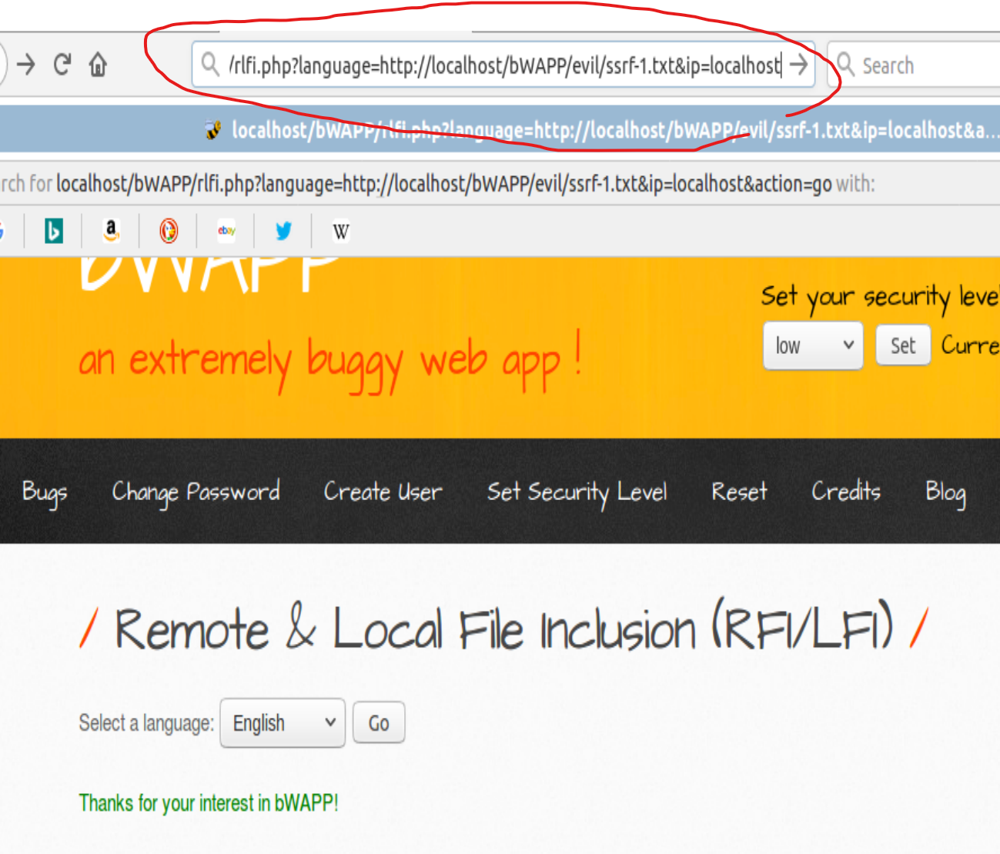 /rlfi.php?language=http://localhost/bWAPP/evil/ssrf-1.txt&ip=localhost
Search
localhost/bWAPP/rlfi.php?language=http://localhost/bWAPP/evil/ssrf-1.txt&ip=localhost&a...
rch for localhost/bWAPP/rlfi.php?language=http://localhost/bWAPP/evil/ssrf-1.txt&ip=localhost&action=go with:
b a ebay W
bWAPP
an extremely buggy web app !
Set your security leve
low Set Curre
Bugs Change Password Create User Set Security Level Reset Credits Blog
/ Remote & Local File Inclusion (RFI/LFI) /
Select a language: English Go
Thanks for your interest in bWAPP!